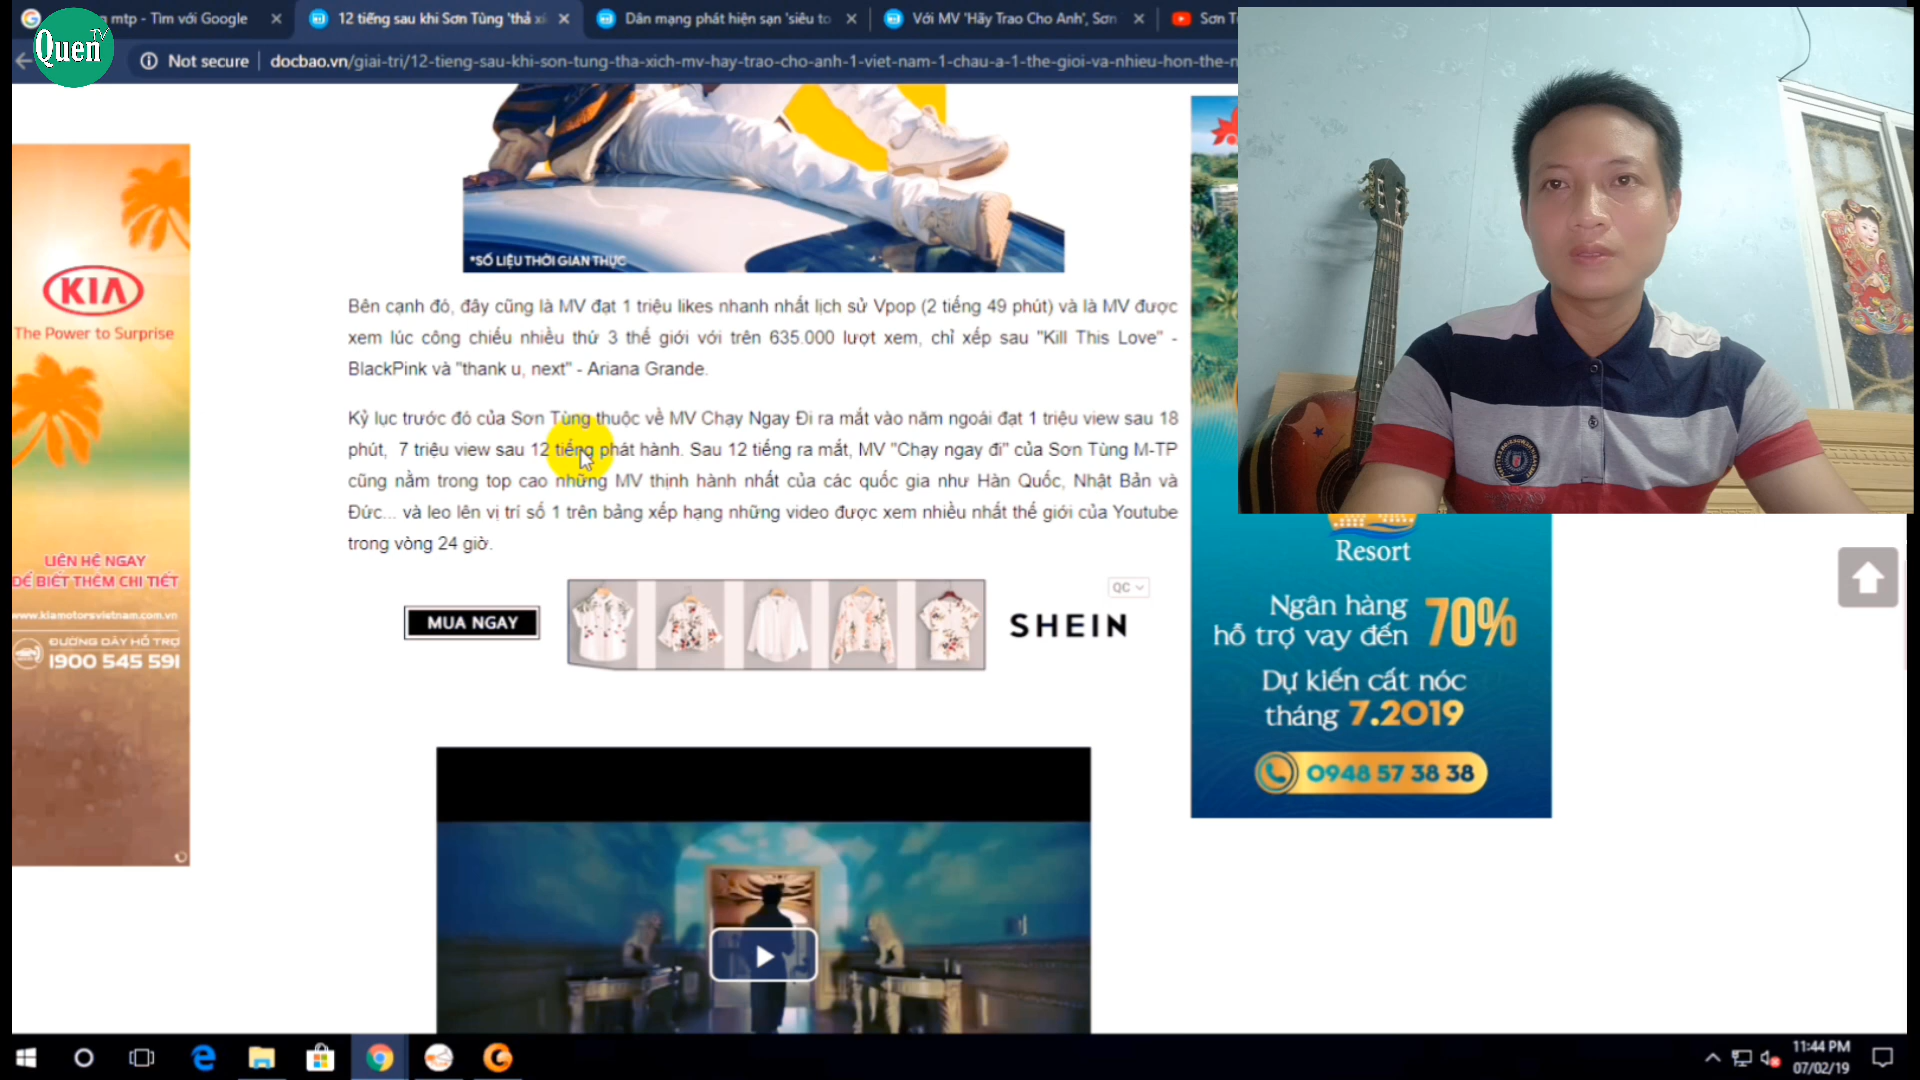 mtp - Tìm với Google
12 tiếng sau khi Sơn Tùng 'thả xí
Dân mạng phát hiện sạn 'siêu to
Với MV 'Hãy Trao Cho Anh', Sơn
Sơn T
Quen TV
Not secure
docbao.vn/giai-tri/12-tieng-sau-khi-son-tung-tha-xich-mv-hay-trao-cho-anh-1-viet-nam-1-chau-a-1-the-gioi-va-nhieu-hon-the-n
*SỐ LIỆU THỜI GIAN THỰC
KIA
The Power to Surprise
LIÊN HỆ NGAY
ĐỂ BIẾT THÊM CHI TIẾT
www.kiamotorsvietnam.com.vn
ĐƯỜNG DÂY HỖ TRỢ
1900 545 591
Bên cạnh đó, đây cũng là MV đạt 1 triệu likes nhanh nhất lịch sử Vpop (2 tiếng 49 phút) và là MV được
xem lúc công chiếu nhiều thứ 3 thế giới với trên 635.000 lượt xem, chỉ xếp sau "Kill This Love" -
BlackPink và "thank u, next" - Ariana Grande.
Kỷ lục trước đó của Sơn Tùng thuộc về MV Chạy Ngay Đi ra mắt vào năm ngoái đạt 1 triệu view sau 18
phút, 7 triệu view sau 12 tiếng phát hành. Sau 12 tiếng ra mắt, MV "Chạy ngay đi" của Sơn Tùng M-TP
cũng nằm trong top cao những MV thịnh hành nhất của các quốc gia như Hàn Quốc, Nhật Bản và
Đức... và leo lên vị trí số 1 trên bảng xếp hạng những video được xem nhiều nhất thế giới của Youtube
trong vòng 24 giờ.
QC
MUA NGAY
SHEIN
Resort
Ngân hàng
hỗ trợ vay đến 70%
Dự kiến cất nóc
tháng 7.2019
0948 57 38 38
11:44 PM
07/02/19